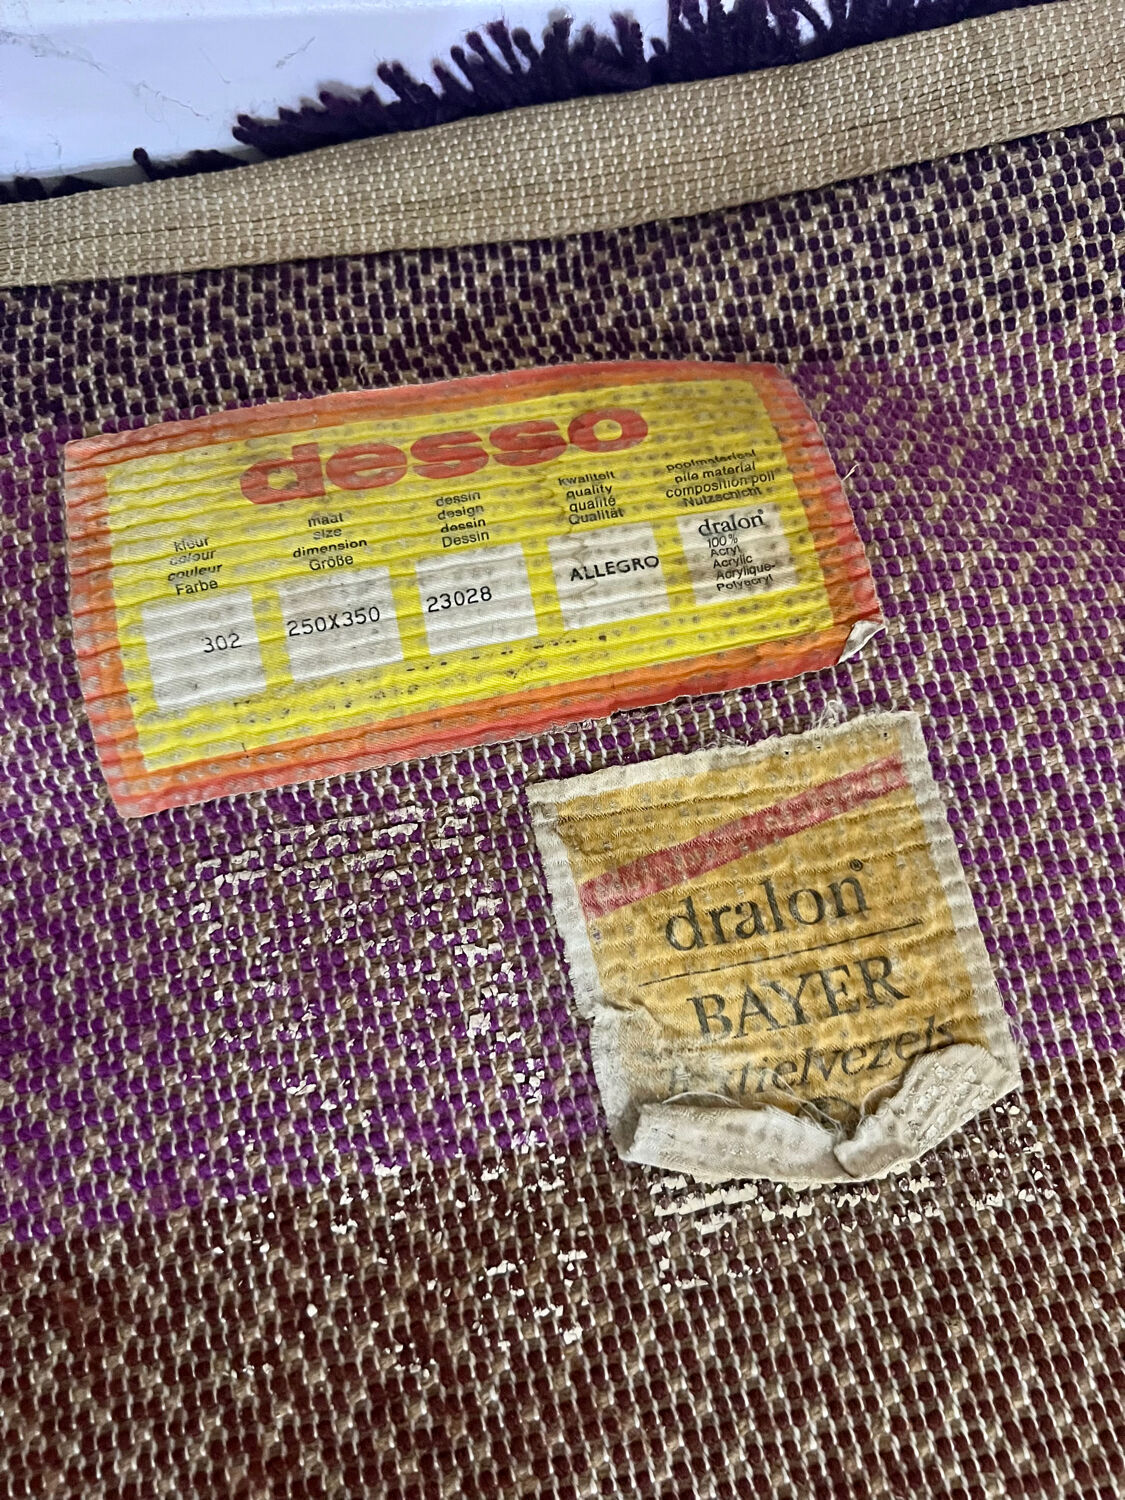 desso
kleur
colour
couleur
Farbe
302
maat
size
dimension
Größe
250X350
dessin
design
dessin
Dessin
23028
kwaliteit
quality
qualité
Qualität
ALLEGRO
poolmateriaal
pile material
composition poil
Nutzschicht
dralon®
100%
Acryl
Acrylic
Acrylique-
Polyacryl
dralon®
BAYER